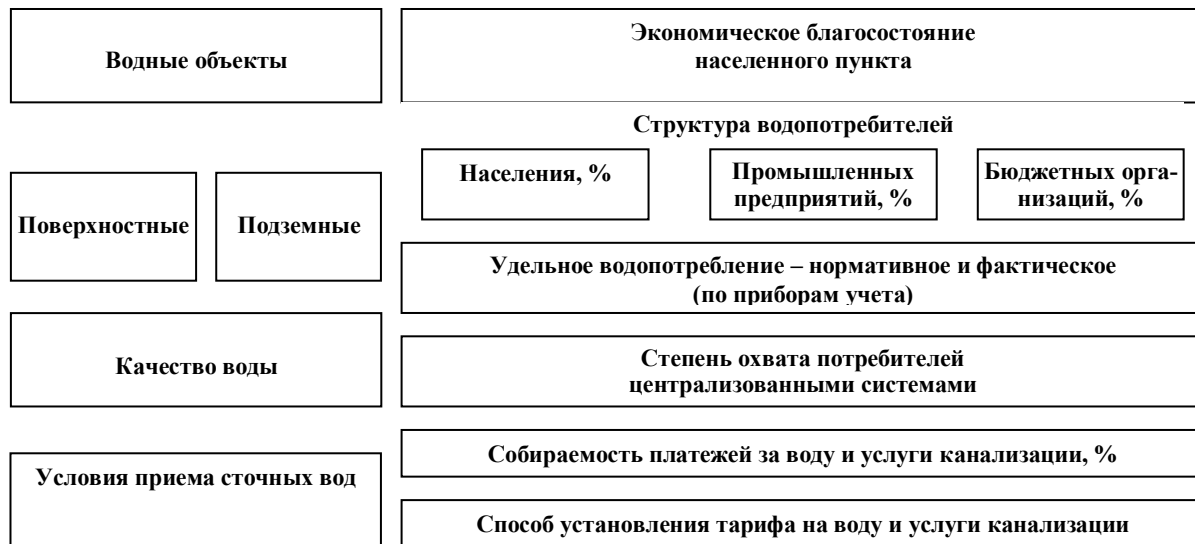 Водные объекты
Экономическое благосостояние
населенного пункта
Структура водопотребителей
Населения, %
Промышленных
предприятий, %
Бюджетных орга-
низаций, %
Поверхностные
Подземные
Удельное водопотребление – нормативное и фактическое
(по приборам учета)
Качество воды
Степень охвата потребителей
централизованными системами
Условия приема сточных вод
Собираемость платежей за воду и услуги канализации, %
Способ установления тарифа на воду и услуги канализации